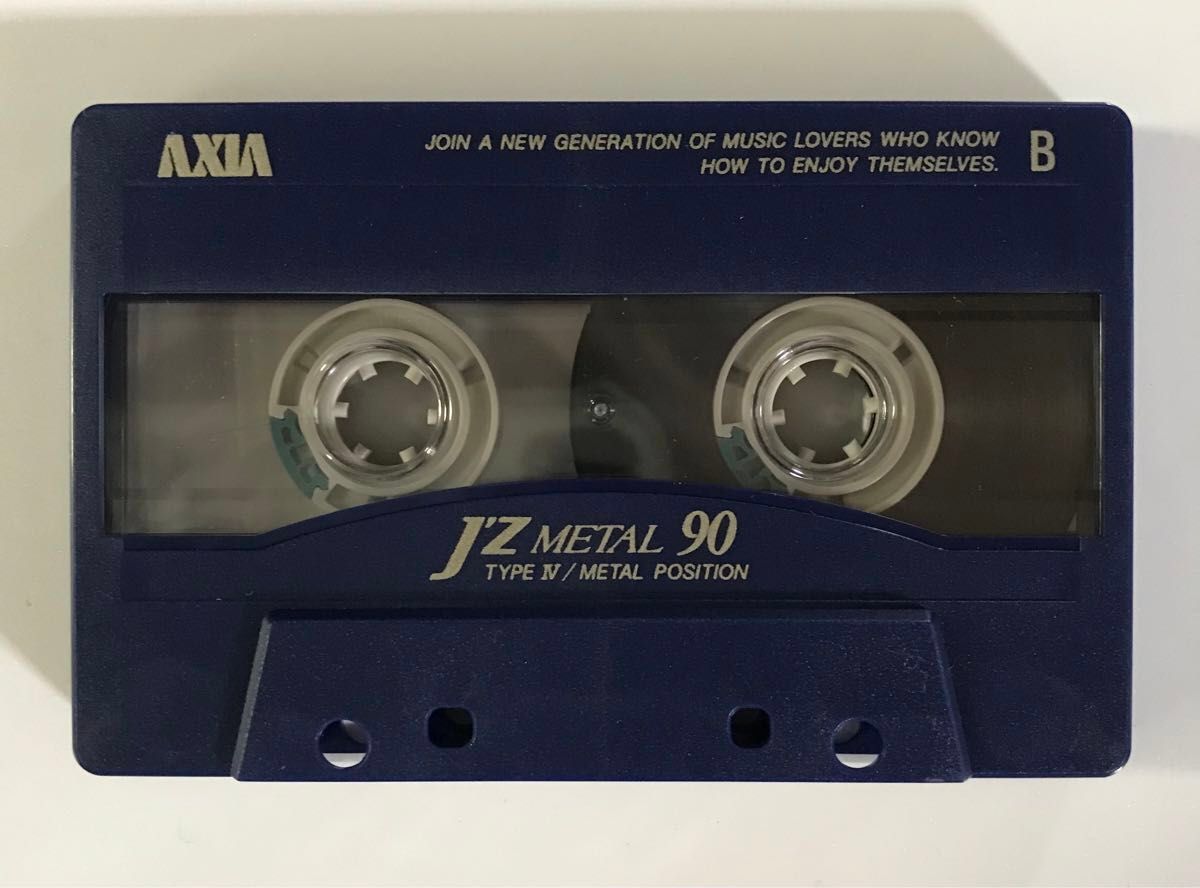 AXIA
JOIN A NEW GENERATION OF MUSIC LOVERS WHO KNOW
HOW TO ENJOY THEMSELVES.
B
J'Z METAL 90
TYPE IV/METAL POSITION